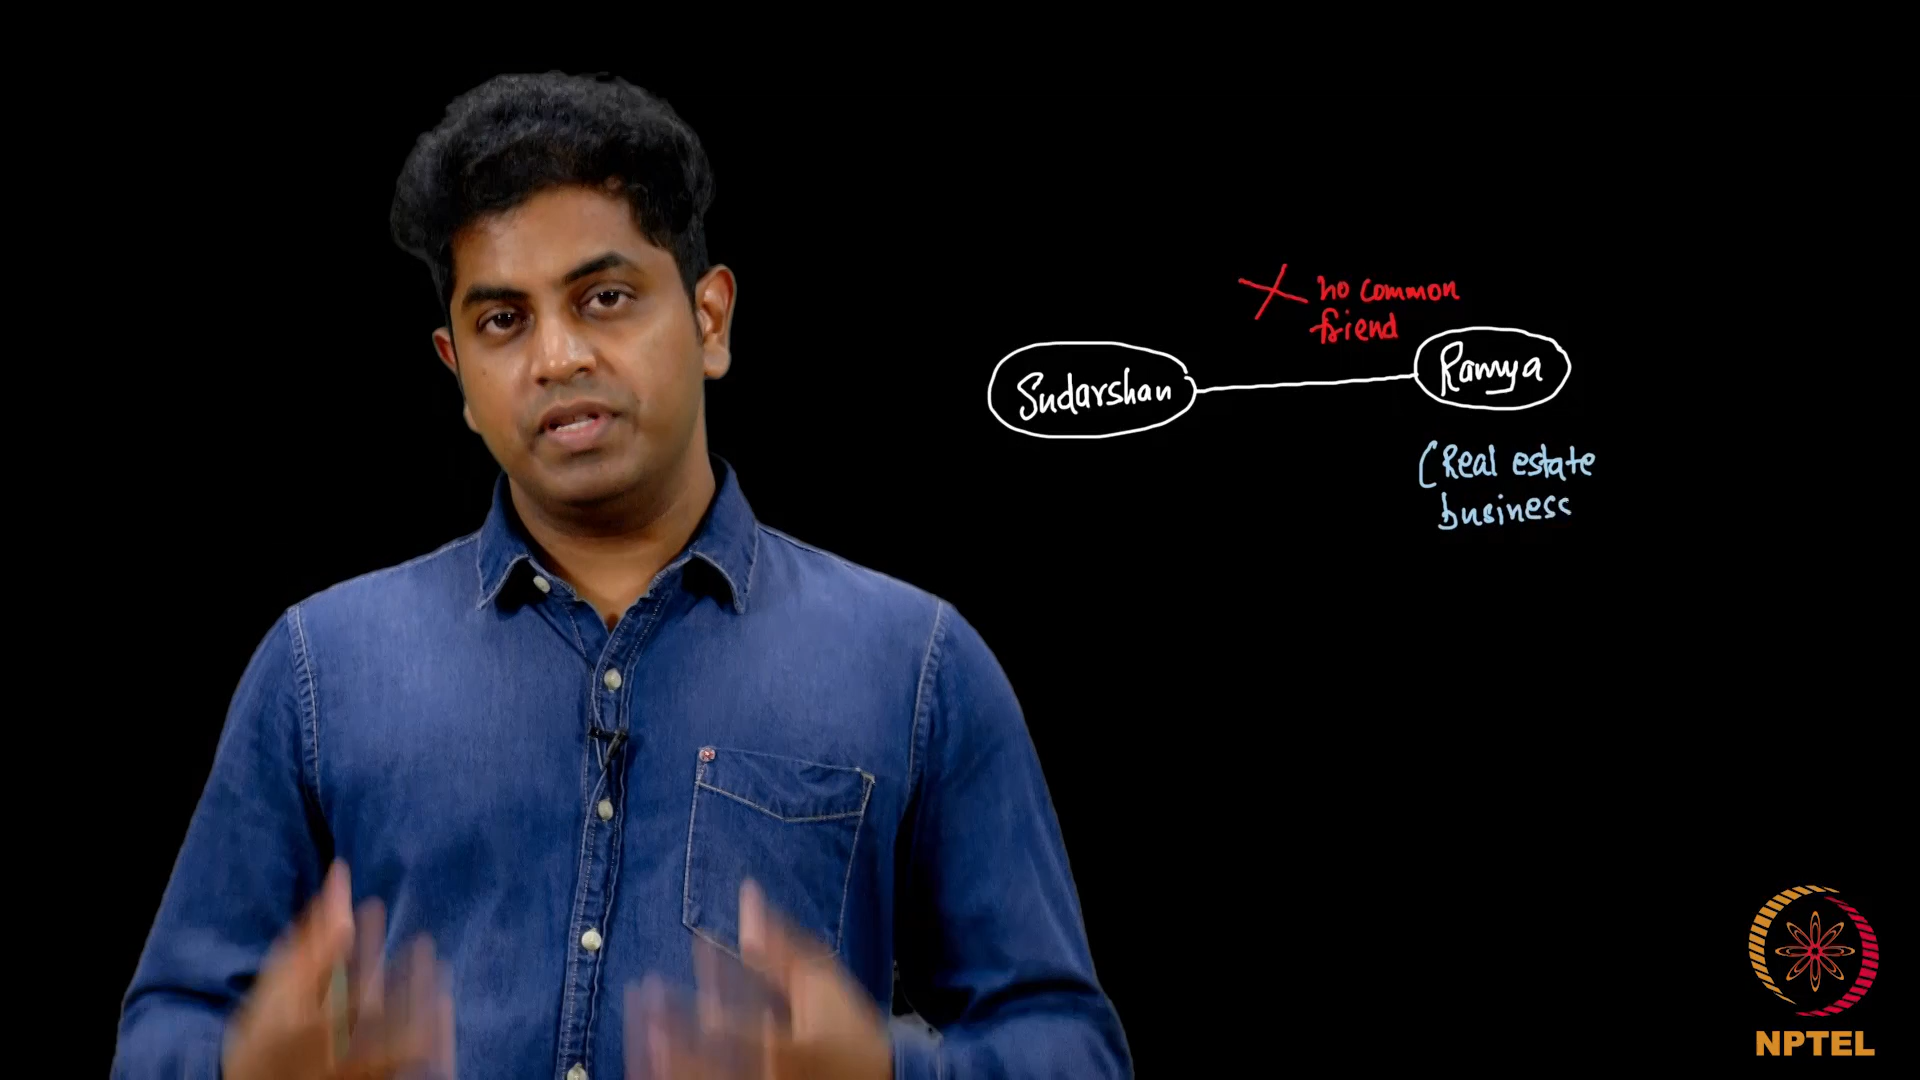 no common
friend
Sudarshan
Ramya
(Real estate
business
NPTEL